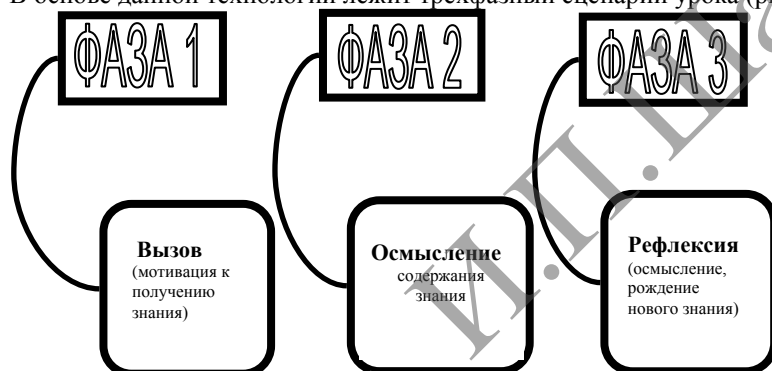 В основе данной технологии лежит трехфазный сценарий урока
ФАЗА 1
ФАЗА 2
ФАЗА 3
Вызов
(мотивация к
получению
знания)
Осмысление
содержания
знания
Рефлексия
(осмысление,
рождение
нового знания)
И.П.Ша